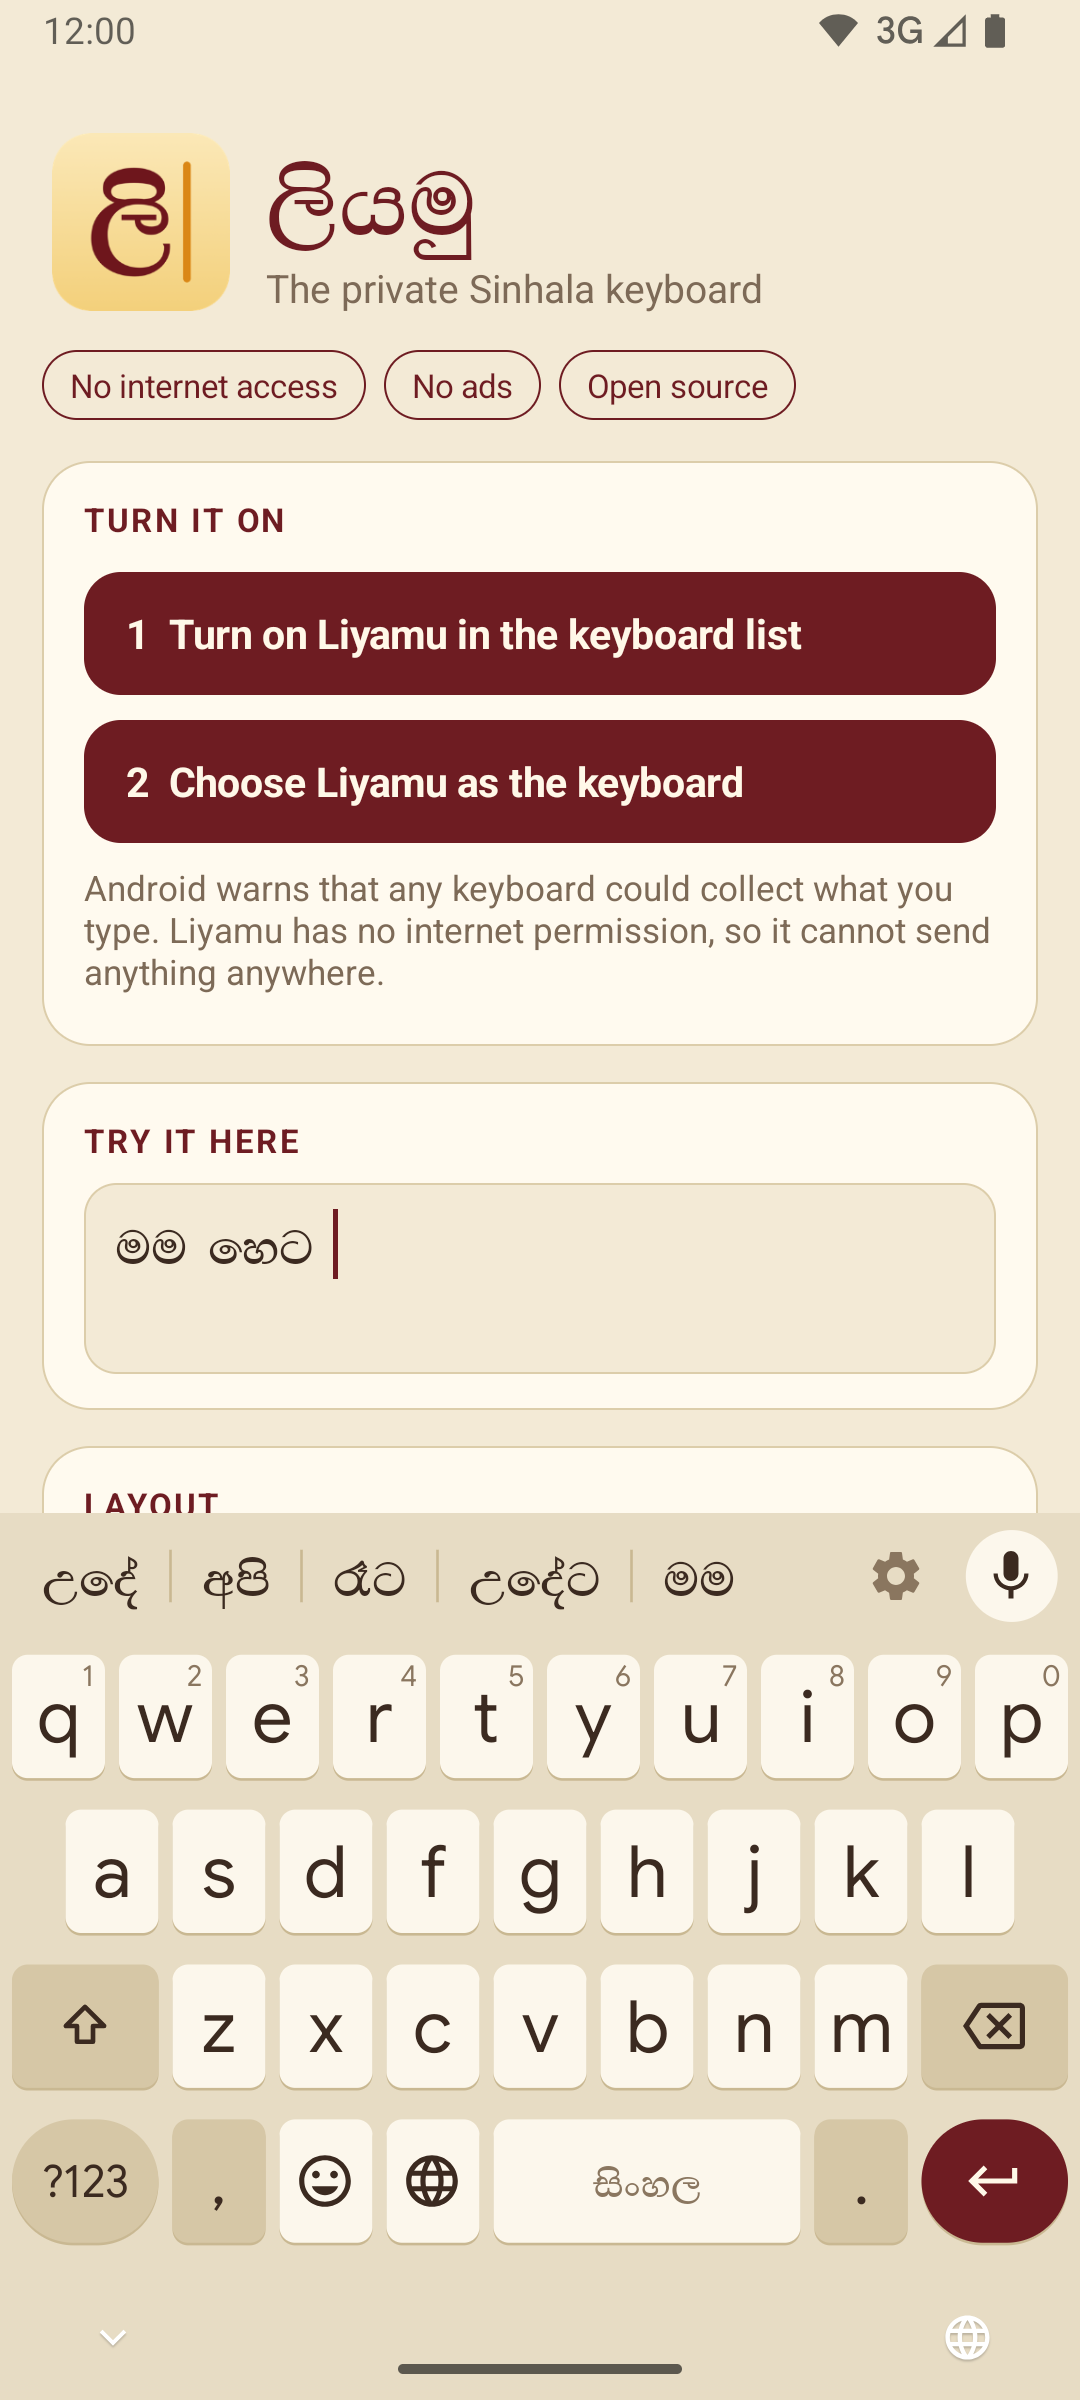 12:00
3G
ලි
ලියමු
The private Sinhala keyboard
No internet access
No ads
Open source
TURN IT ON
1 Turn on Liyamu in the keyboard list
2 Choose Liyamu as the keyboard
Android warns that any keyboard could collect what you
type. Liyamu has no internet permission, so it cannot send
anything anywhere.
TRY IT HERE
මම හෙට
LAYOUT
උදේ අපි රෑට උදේට මම
1 2 3 4 5 6 7 8 9 0
q w e r t y u i o p
a s d f g h j k l
z x c v b n m
?123 , සිංහල .